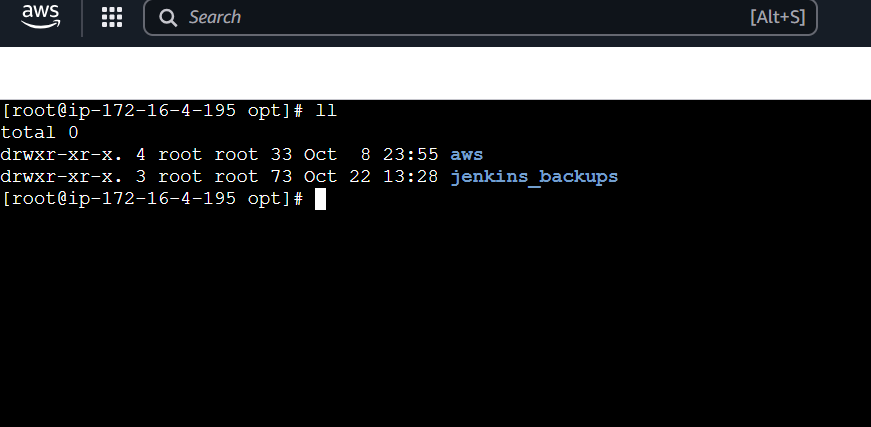 aws
Search [Alt+S]
[root@ip-172-16-4-195 opt]# ll
total 0
drwxr-xr-x. 4 root root 33 Oct  8 23:55 aws
drwxr-xr-x. 3 root root 73 Oct 22 13:28 jenkins_backups
[root@ip-172-16-4-195 opt]#